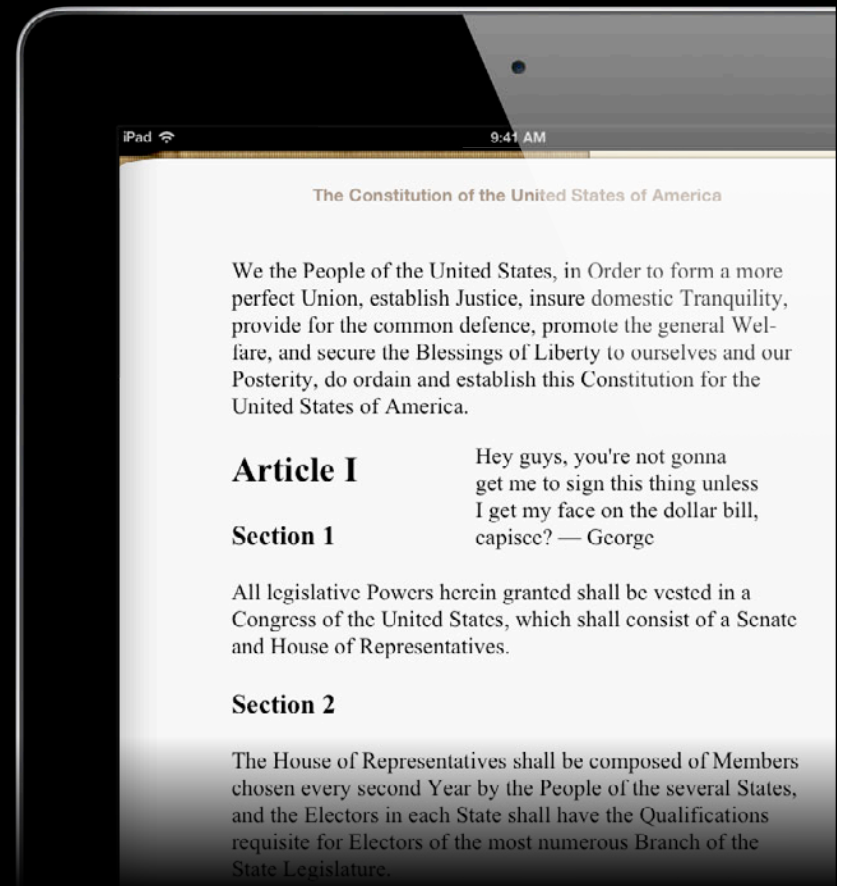 iPad
9:41 AM
The Constitution of the United States of America
We the People of the United States, in Order to form a more
perfect Union, establish Justice, insure domestic Tranquility,
provide for the common defence, promote the general Wel-
fare, and secure the Blessings of Liberty to ourselves and our
Posterity, do ordain and establish this Constitution for the
United States of America.
Article I
Section 1
Hey guys, you're not gonna
get me to sign this thing unless
I get my face on the dollar bill,
capisce? — George
All legislative Powers herein granted shall be vested in a
Congress of the United States, which shall consist of a Senate
and House of Representatives.
Section 2
The House of Representatives shall be composed of Members
chosen every second Year by the People of the several States,
and the Electors in each State shall have the Qualifications
requisite for Electors of the most numerous Branch of the
State Legislature.